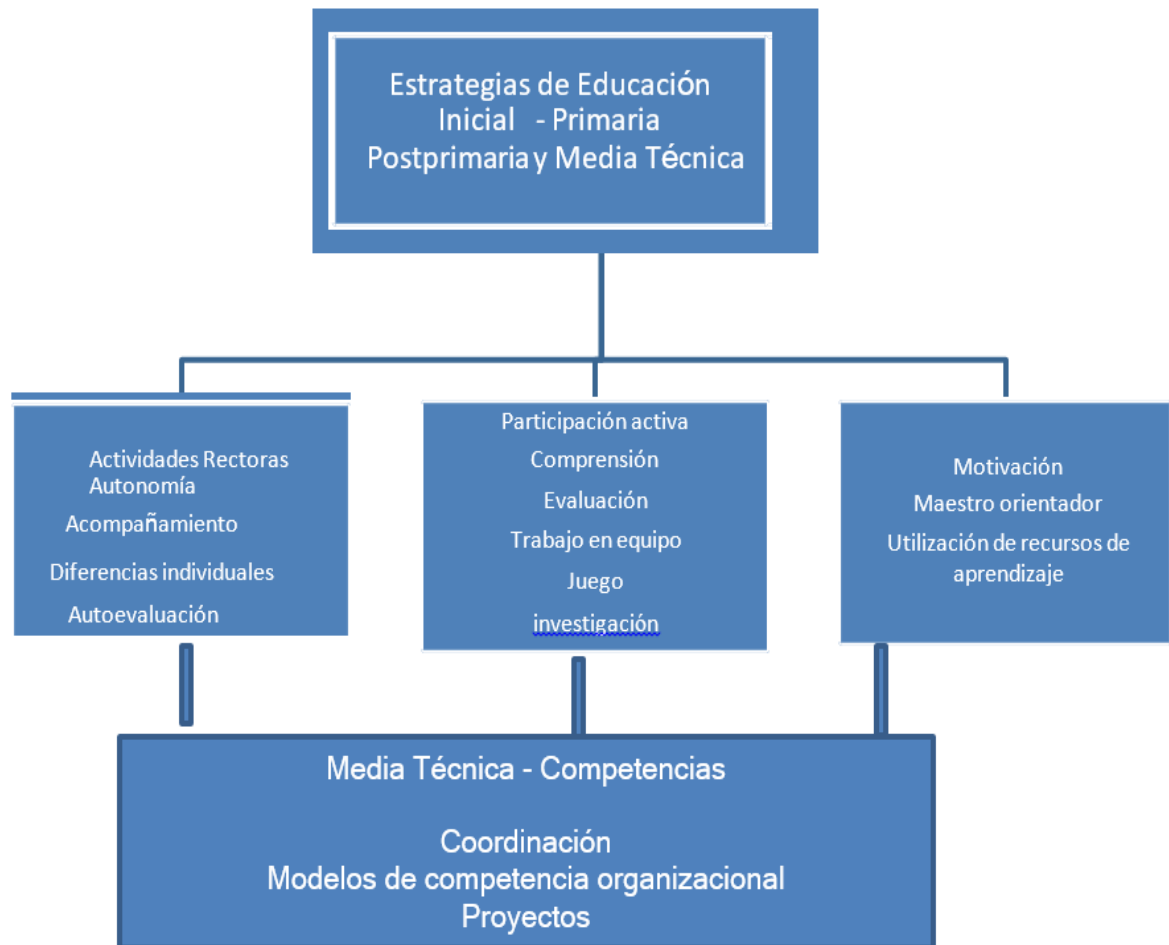 Estrategias de Educación
Inicial - Primaria
Postprimaria y Media Técnica
Actividades Rectoras
Autonomía
Acompañamiento
Diferencias individuales
Autoevaluación
Participación activa
Comprensión
Evaluación
Trabajo en equipo
Juego
investigación
Motivación
Maestro orientador
Utilización de recursos de
aprendizaje
Media Técnica - Competencias
Coordinación
Modelos de competencia organizacional
Proyectos